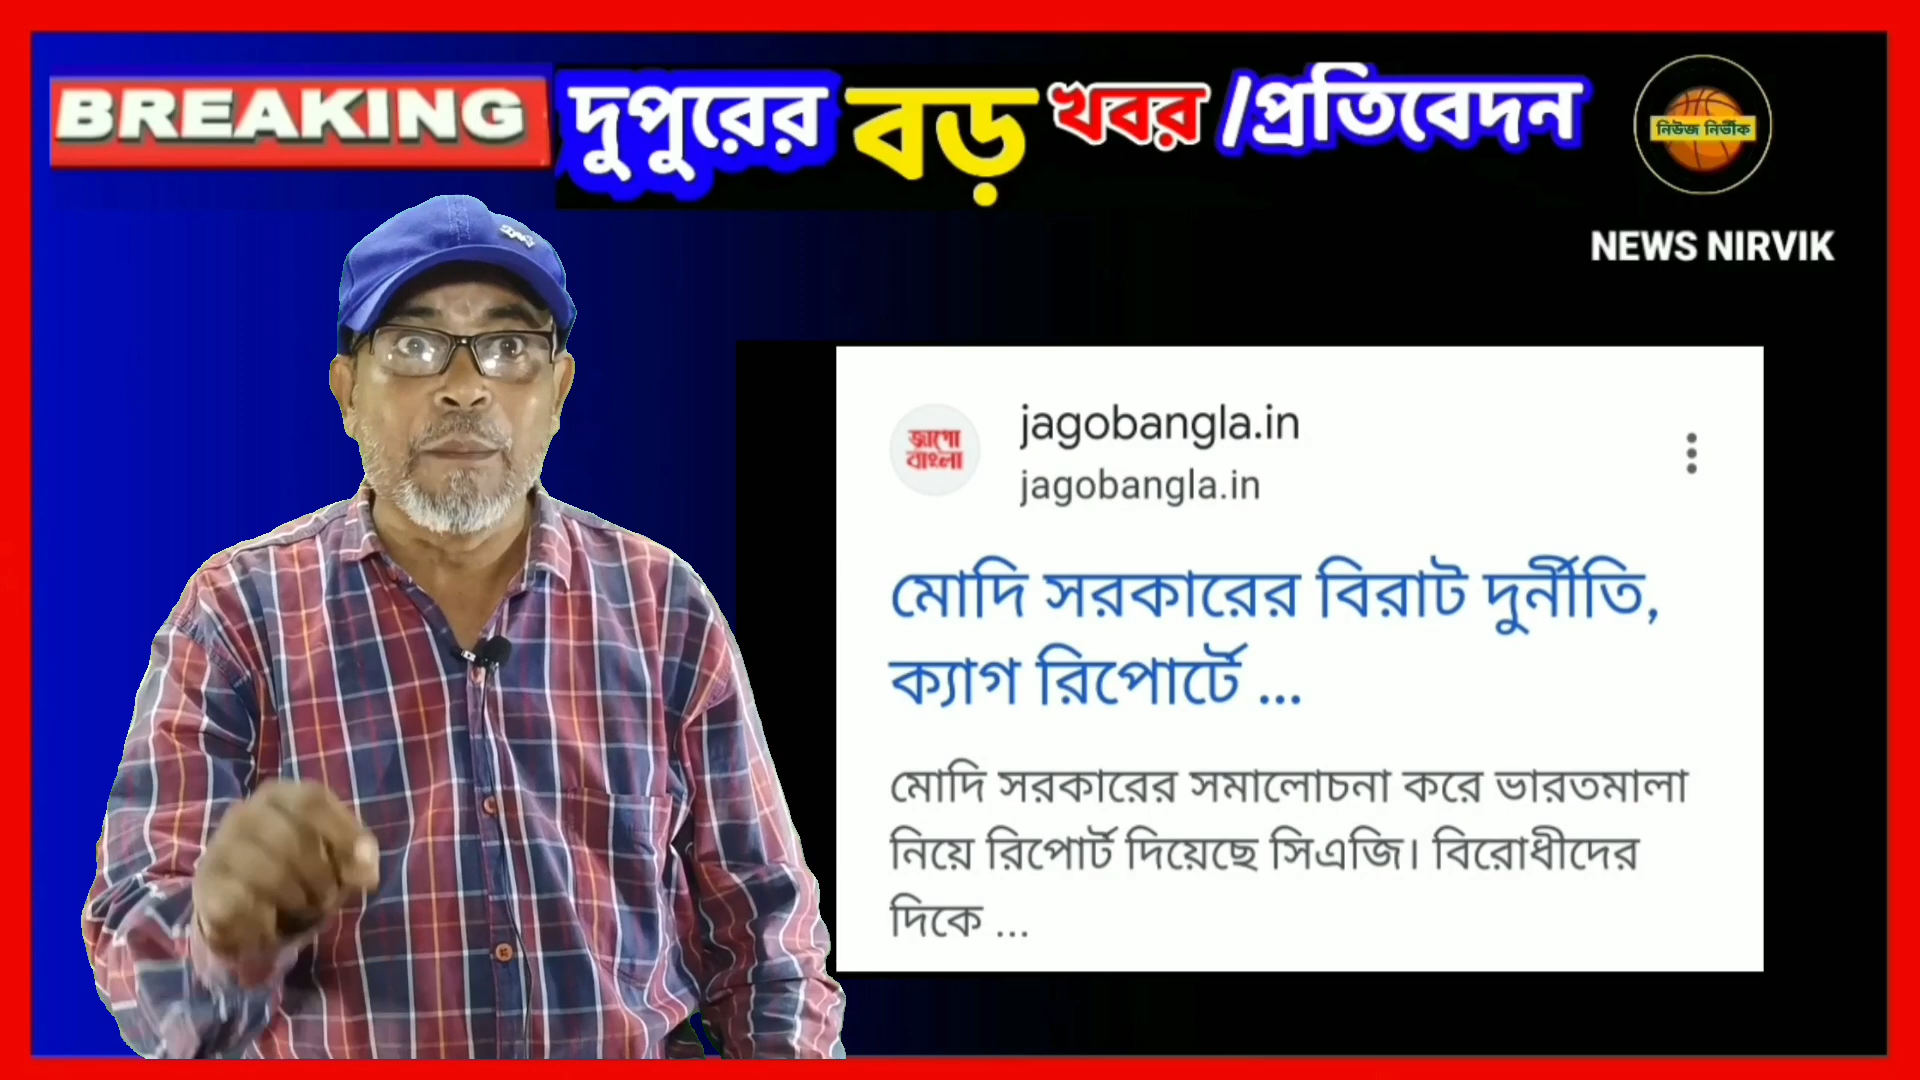 BREAKING দুপুরের বড় খবর /প্রতিবেদন
নিউজ নির্ভীক
NEWS NIRVIK
জাগো
বাংলা
jagobangla.in
jagobangla.in
মোদি সরকারের বিরাট দুর্নীতি,
ক্যাগ রিপোর্টে ...
মোদি সরকারের সমালোচনা করে ভারতমালা
নিয়ে রিপোর্ট দিয়েছে সিএজি। বিরোধীদের
দিকে ...